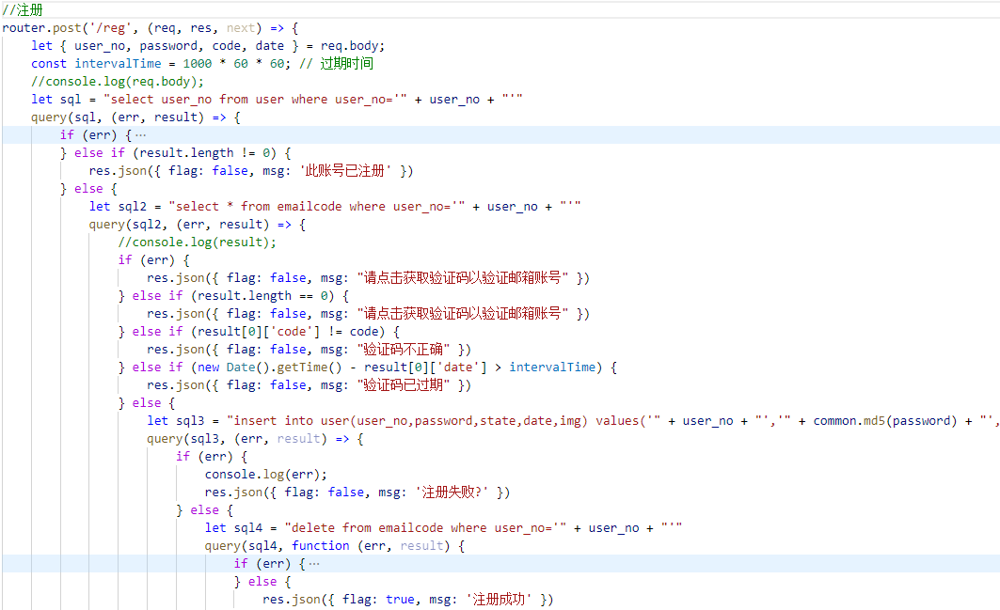 //注册
router.post('/reg', (req, res, next) => {
let { user_no, password, code, date } = req.body;
const intervalTime = 1000 * 60 * 60; // 过期时间
//console.log(req.body);
let sql = "select user_no from user where user_no='" + user_no + "'"
query(sql, (err, result) => {
if (err) {…
} else if (result.length != 0) {
res.json({ flag: false, msg: '此账号已注册' })
} else {
let sql2 = "select * from emailcode where user_no='" + user_no + "'"
query(sql2, (err, result) => {
//console.log(result);
if (err) {
res.json({ flag: false, msg: "请点击获取验证码以验证邮箱账号" })
} else if (result.length == 0) {
res.json({ flag: false, msg: "请点击获取验证码以验证邮箱账号" })
} else if (result[0]['code'] != code) {
res.json({ flag: false, msg: "验证码不正确" })
} else if (new Date().getTime() - result[0]['date'] > intervalTime) {
res.json({ flag: false, msg: "验证码已过期" })
} else {
let sql3 = "insert into user(user_no,password,state,date,img) values('" + user_no + "','" + common.md5(password) + "',
query(sql3, (err, result) => {
if (err) {
console.log(err);
res.json({ flag: false, msg: '注册失败?' })
} else {
let sql4 = "delete from emailcode where user_no='" + user_no + "'"
query(sql4, function (err, result) {
if (err) {…
} else {
res.json({ flag: true, msg: '注册成功' })